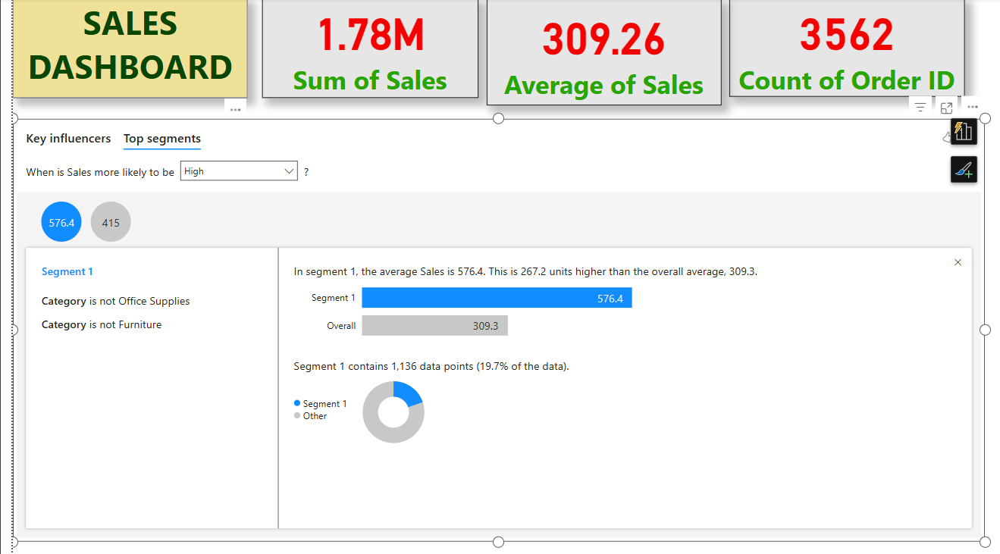 SALES
DASHBOARD
1.78M
Sum of Sales
309.26
Average of Sales
3562
Count of Order ID
Key influencers Top segments
When is Sales more likely to be High ?
576.4 415
Segment 1
Category is not Office Supplies
Category is not Furniture
In segment 1, the average Sales is 576.4. This is 267.2 units higher than the overall average, 309.3.
Segment 1 576.4
Overall 309.3
Segment 1 contains 1,136 data points (19.7% of the data).
Segment 1
Other